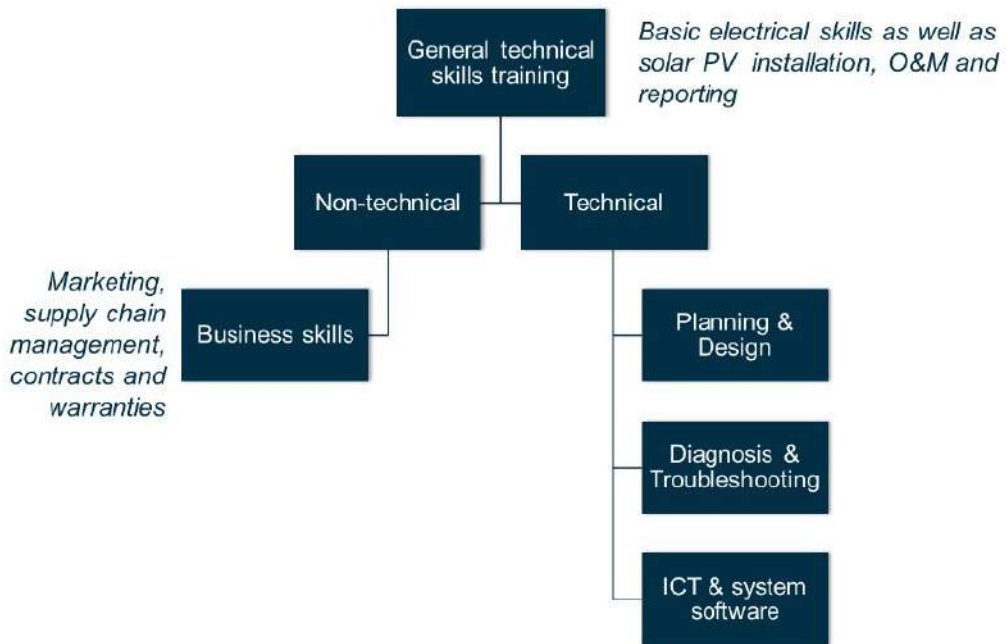 General technical
skills training
Basic electrical skills as well as
solar PV installation, O&M and
reporting
Non-technical
Technical
Marketing,
supply chain
management,
contracts and
warranties
Business skills
Planning &
Design
Diagnosis &
Troubleshooting
ICT & system
software